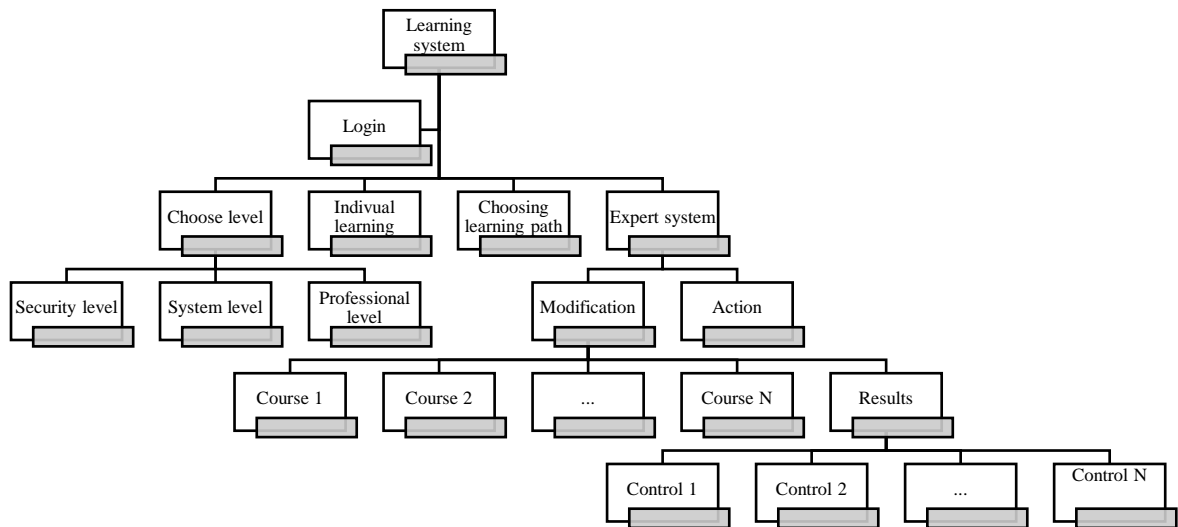 Learning
system
Login
Choose level
Indivual
learning
Choosing
learning path
Expert system
Security level
System level
Professional
level
Modification
Action
Course 1
Course 2
...
Course N
Results
Control 1
Control 2
...
Control N